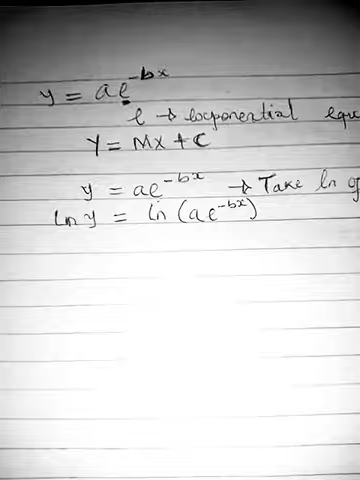 y = ae^{-bx}
e → exponential equ
Y = MX + C
y = ae^{-bx} → Take ln of
ln y = ln (ae^{-bx})